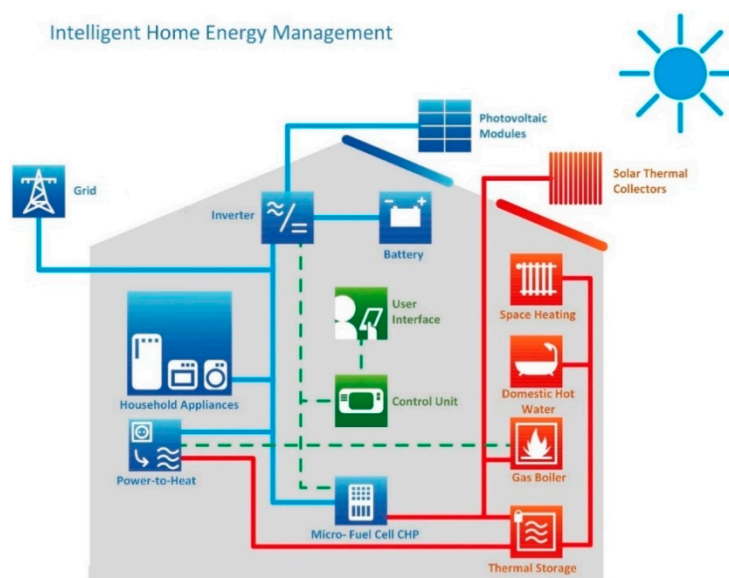 Intelligent Home Energy Management
Photovoltaic
Modules
Grid
Solar Thermal
Collectors
Inverter
Battery
User
Interface
Space Heating
Household Appliances
Control Unit
Domestic Hot
Water
Power-to-Heat
Gas Boiler
Micro- Fuel Cell CHP
Thermal Storage